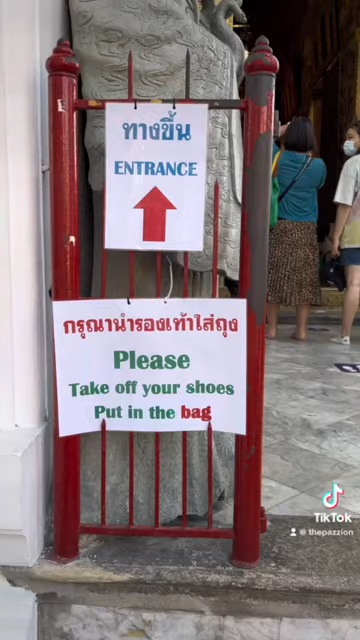 ทางขึ้น
ENTRANCE
กรุณานำรองเท้าใส่ถุง
Please
Take off your shoes
Put in the bag
TikTok
@thepazzion